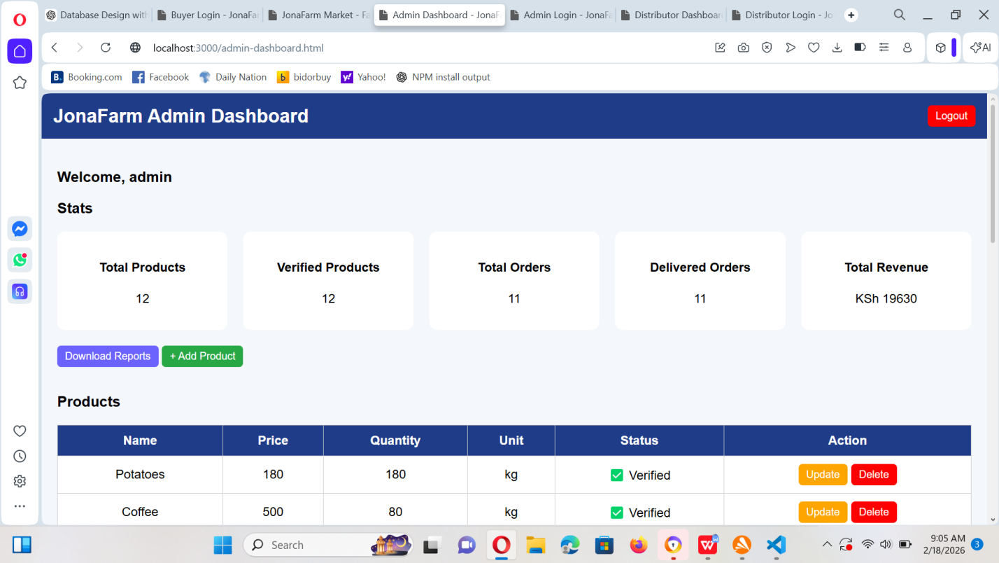 Database Design with
Buyer Login - JonaFar
JonaFarm Market - Fa
Admin Dashboard - JonaF
Admin Login - JonaFa
Distributor Dashboar
Distributor Login - Jo
localhost:3000/admin-dashboard.html
AI
B. Booking.com
Facebook
Daily Nation
b bidorbuy
y! Yahoo!
NPM install output
JonaFarm Admin Dashboard
Logout
Welcome, admin
Stats
Total Products
12
Verified Products
12
Total Orders
11
Delivered Orders
11
Total Revenue
KSh 19630
Download Reports
+ Add Product
Products
Name Price Quantity Unit Status Action
Potatoes 180 180 kg ✅ Verified Update Delete
Coffee 500 80 kg ✅ Verified Update Delete
Search
9:05 AM
2/18/2026
3